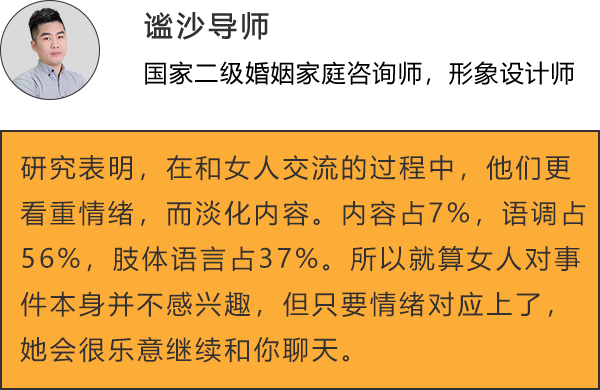 谧沙导师
国家二级婚姻家庭咨询师，形象设计师
研究表明，在和女人交流的过程中，他们更
看重情绪，而淡化内容。内容占7%，语调占
56%，肢体语言占37%。所以就算女人对事
件本身并不感兴趣，但只要情绪对应上了，
她会很乐意继续和你聊天。